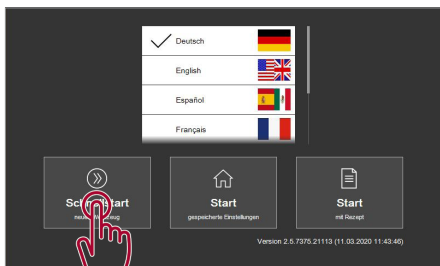 Deutsch
English
Español
Français
Start
gespeicherte Einstellungen
Start
mit Rezept
Version 2.5.7375.21113 (11.03.2020 11:43:46)